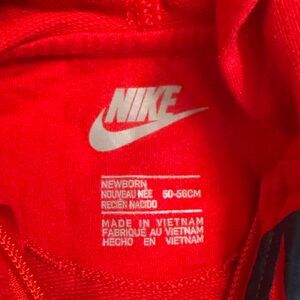 NIKE
NEWBORN
NOUVEAU NÉE 50-56CM
RECIÉN NACIDO
MADE IN VIETNAM
FABRIQUÉ AU VIETNAM
HECHO EN VIETNAM